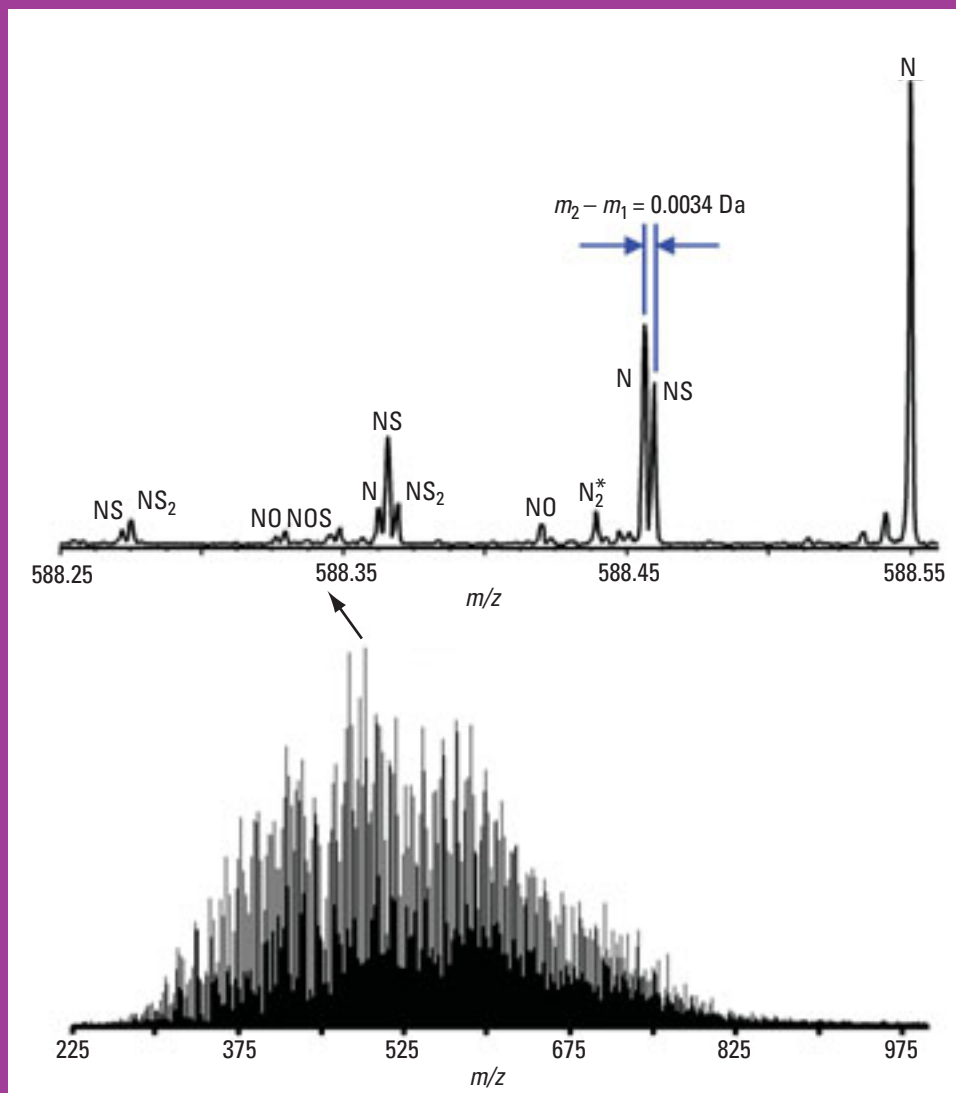 N
m₂ – m₁ = 0.0034 Da
N NS
NS
N NS₂
NS NS₂
NO NOS
NO N₂*
588.25 588.35 588.45 588.55
m/z
225 375 525 675 825 975
m/z